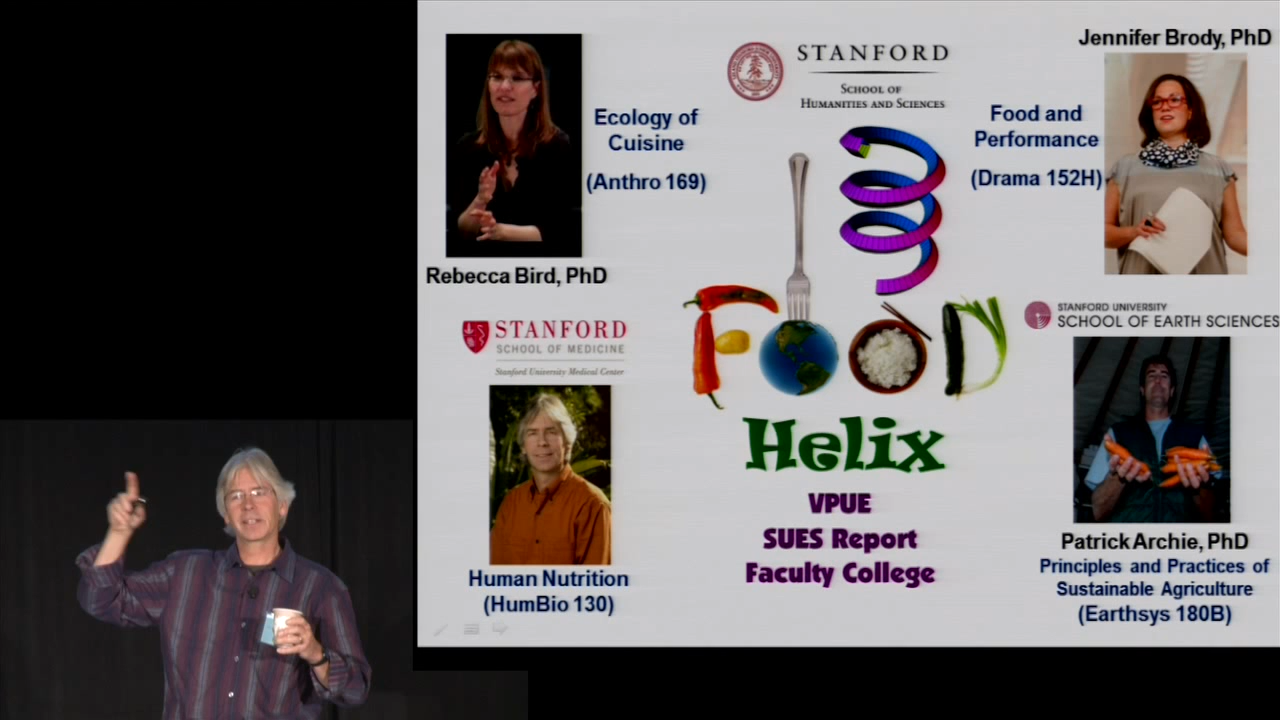 Jennifer Brody, PhD
STANFORD
SCHOOL OF
HUMANITIES AND SCIENCES
Ecology of
Cuisine
(Anthro 169)
Food and
Performance
(Drama 152H)
Rebecca Bird, PhD
STANFORD
SCHOOL OF MEDICINE
Stanford University Medical Center
FOOD
Helix
VPUE
SUES Report
Faculty College
STANFORD UNIVERSITY
SCHOOL OF EARTH SCIENCES
Human Nutrition
(HumBio 130)
Patrick Archie, PhD
Principles and Practices of
Sustainable Agriculture
(Earthsys 180B)